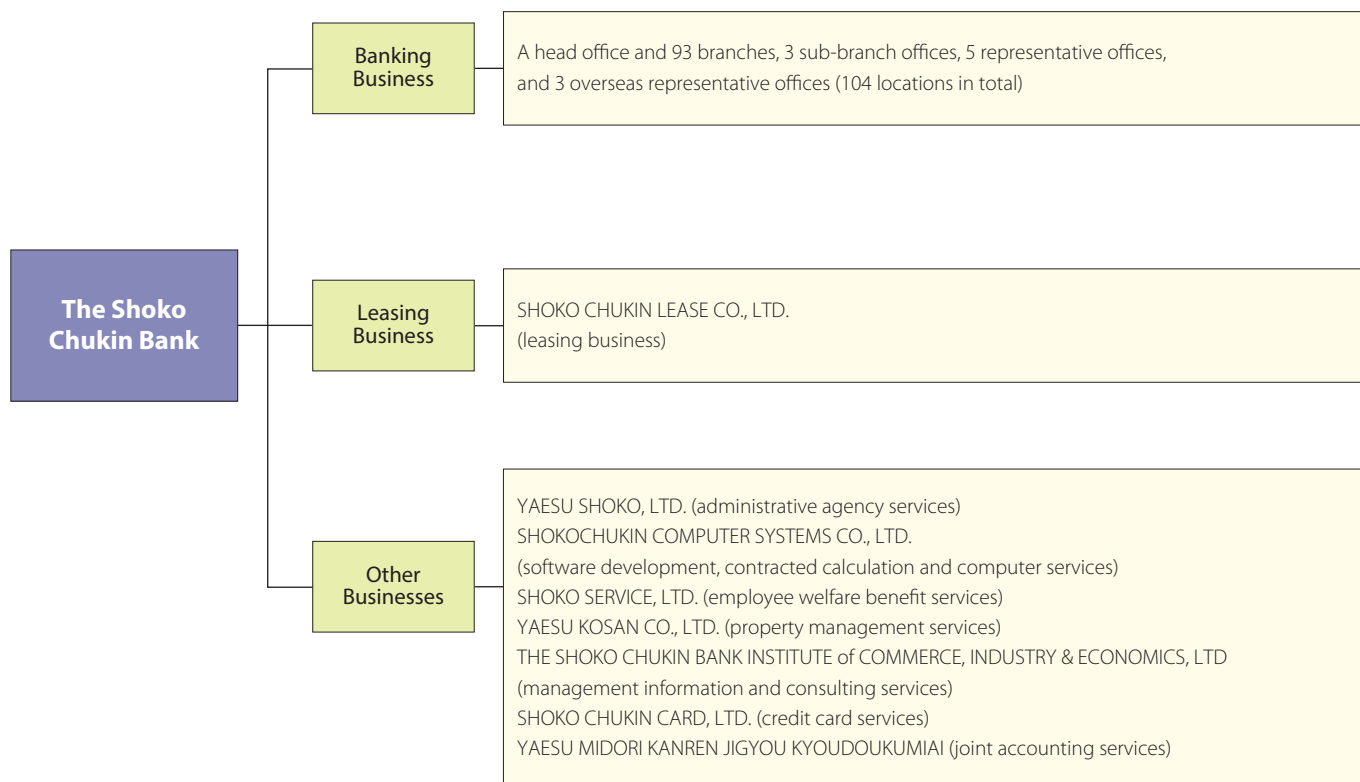 The Shoko
Chukin Bank
Banking
Business
A head office and 93 branches, 3 sub-branch offices, 5 representative offices,
and 3 overseas representative offices (104 locations in total)
Leasing
Business
SHOKO CHUKIN LEASE CO., LTD.
(leasing business)
Other
Businesses
YAESU SHOKO, LTD. (administrative agency services)
SHOKOCHUKIN COMPUTER SYSTEMS CO., LTD.
(software development, contracted calculation and computer services)
SHOKO SERVICE, LTD. (employee welfare benefit services)
YAESU KOSAN CO., LTD. (property management services)
THE SHOKO CHUKIN BANK INSTITUTE of COMMERCE, INDUSTRY & ECONOMICS, LTD
(management information and consulting services)
SHOKO CHUKIN CARD, LTD. (credit card services)
YAESU MIDORI KANREN JIGYOU KYOUDOUKUMIAI (joint accounting services)